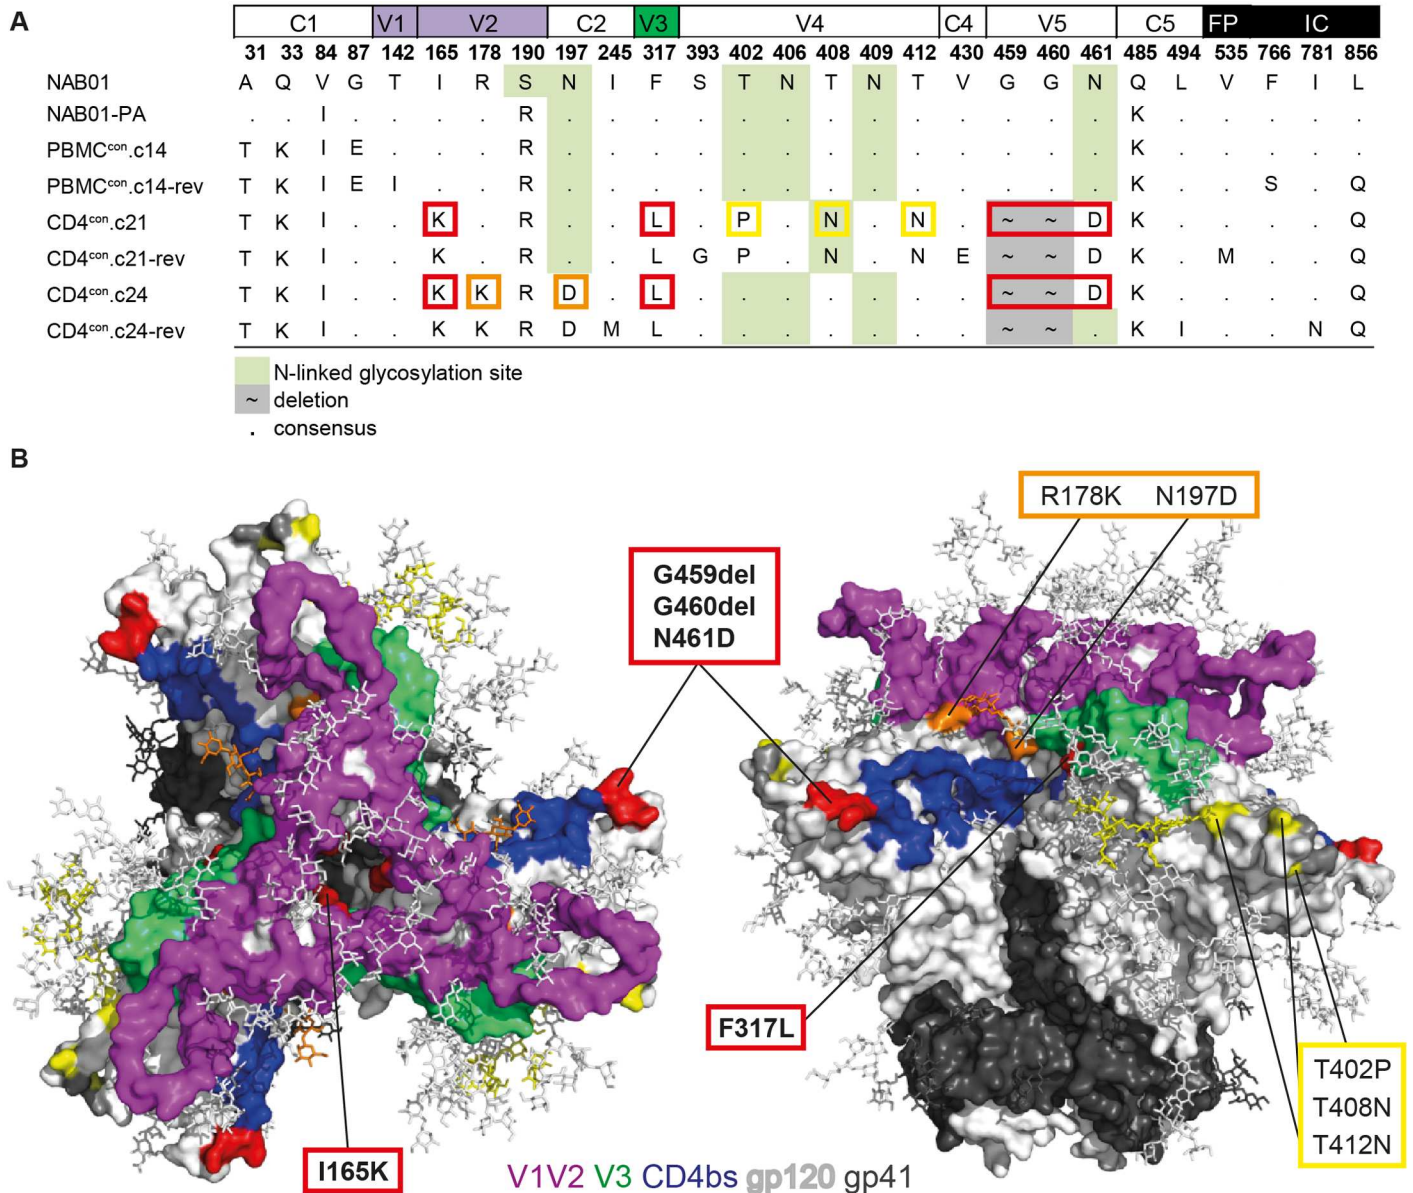 A
C1 V1 V2 C2 V3 V4 C4 V5 C5 FP IC
31 33 84 87 142 165 178 190 197 245 317 393 402 406 408 409 412 430 459 460 461 485 494 535 766 781 856
NAB01 A Q V G T I R S N I F S T N T N T V G G N Q L V F I L
NAB01-PA . . I . . . . R . . . . . . . . . . . . . K . . . . .
PBMCcon.c14 T K I E . . . R . . . . . . . . . . . . . K . . . . .
PBMCcon.c14-rev T K I E I . . R . . . . . . . . . . . . . K . . S . Q
CD4con.c21 T K I . . K . R . . L . P . N . N . ~ ~ D K . . . . Q
CD4con.c21-rev T K I . . K . R . . L G P . N . N E ~ ~ D K . M . . Q
CD4con.c24 T K I . . K K R D . L . . . . . . . ~ ~ D K . . . . Q
CD4con.c24-rev T K I . . K K R D M L . . . . . . . ~ ~ . K I . . N Q
N-linked glycosylation site
~ deletion
. consensus
B
R178K N197D
G459del
G460del
N461D
F317L
T402P
T408N
T412N
I165K
V1V2 V3 CD4bs gp120 gp41